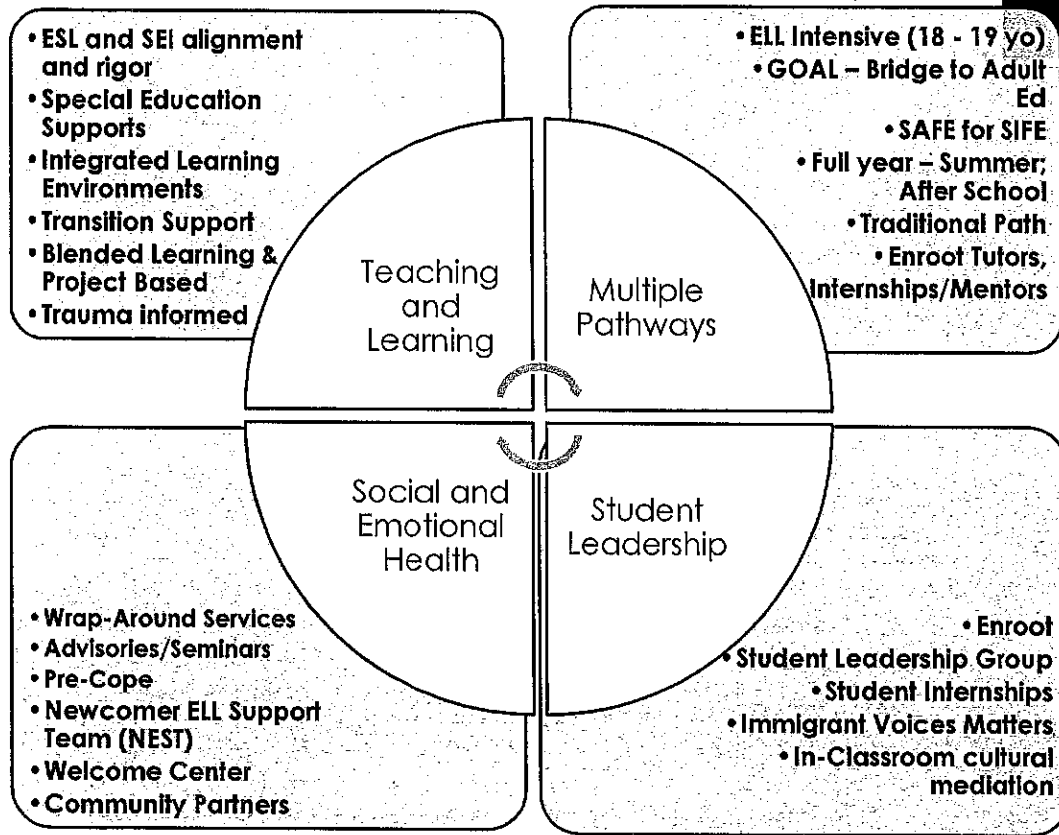 • ESL and SEI alignment
and rigor
• Special Education
Supports
• Integrated Learning
Environments
• Transition Support
• Blended Learning &
Project Based
• Trauma informed
• ELL Intensive (18 - 19 yo)
• GOAL – Bridge to Adult
Ed
• SAFE for SIFE
• Full year – Summer;
After School
• Traditional Path
• Enroot Tutors,
Internships/Mentors
Teaching
and
Learning
Multiple
Pathways
Social and
Emotional
Health
Student
Leadership
• Wrap-Around Services
• Advisories/Seminars
• Pre-Cope
• Newcomer ELL Support
Team (NEST)
• Welcome Center
• Community Partners
• Enroot
• Student Leadership Group
• Student Internships
• Immigrant Voices Matters
• In-Classroom cultural
mediation